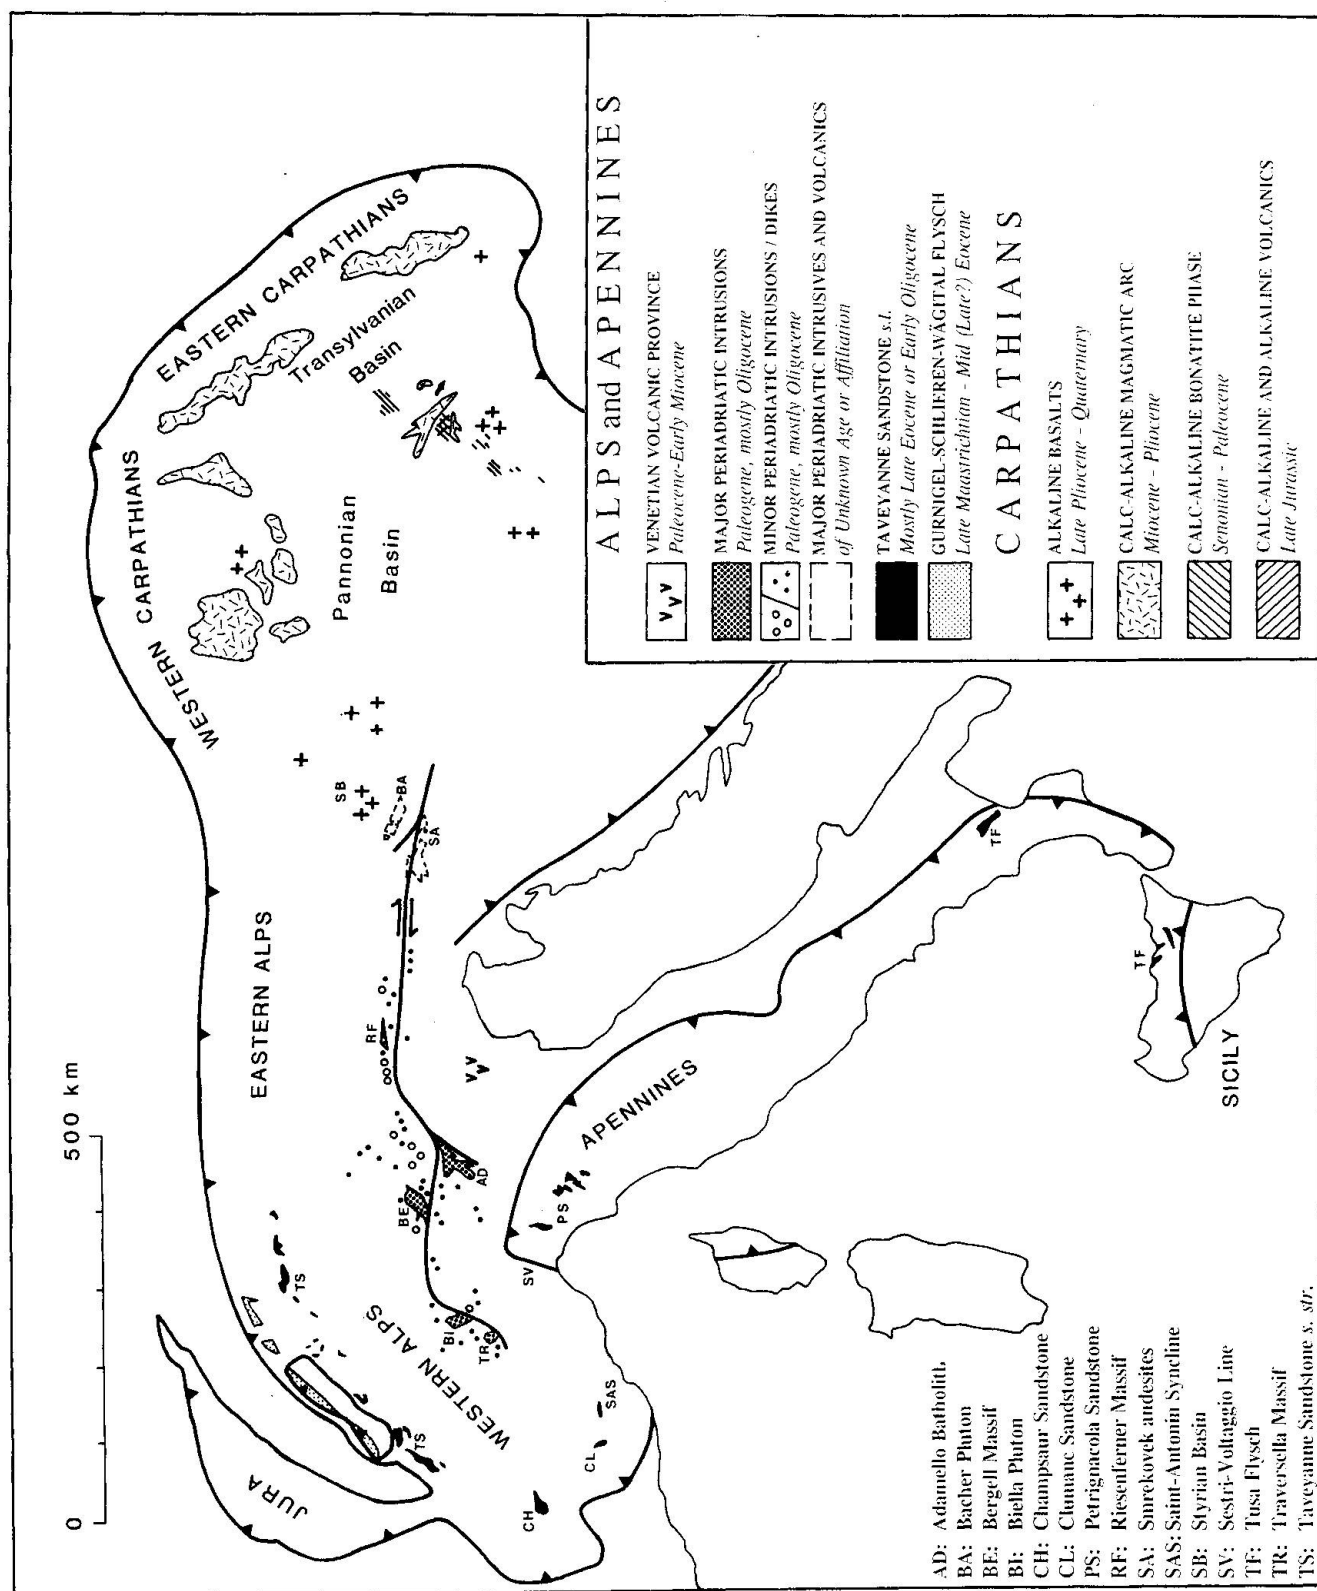 0 500 km
JURA
WESTERN ALPS
EASTERN ALPS
WESTERN CARPATHIANS
EASTERN CARPATHIANS
Transylvanian
Basin
Pannonian
Basin
APENNINES
SICILY
TS
TS
CH
CL
SAS
TR
BI
BE
AD
SV
PS
RF
SA
BA
SB
TF
TF
ALPS and APENNINES
VENETIAN VOLCANIC PROVINCE
Paleocene-Early Miocene
MAJOR PERIADRIATIC INTRUSIONS
Paleogene, mostly Oligocene
MINOR PERIADRIATIC INTRUSIONS / DIKES
Paleogene, mostly Oligocene
MAJOR PERIADRIATIC INTRUSIVES AND VOLCANICS
of Unknown Age or Affiliation
TAVEYANNE SANDSTONE s.l.
Mostly Late Eocene or Early Oligocene
GURNIGEL-SCHLIEREN-WÄGITAL FLYSCH
Late Maastrichtian - Mid (Late?) Eocene
CARPATHIANS
ALKALINE BASALTS
Late Pliocene - Quaternary
CALC-ALKALINE MAGMATIC ARC
Miocene - Pliocene
CALC-ALKALINE BONATITE PHASE
Senonian - Paleocene
CALC-ALKALINE AND ALKALINE VOLCANICS
Late Jurassic
AD: Adamello Batholith
BA: Bacher Pluton
BE: Bergell Massif
BI: Biella Pluton
CH: Champsaur Sandstone
CL: Clumanc Sandstone
PS: Petrignacola Sandstone
RF: Riesenferner Massif
SA: Smrekovek andesites
SAS: Saint-Antonin Syncline
SB: Styrian Basin
SV: Sestri-Voltaggio Line
TF: Tusa Flysch
TR: Traversella Massif
TS: Taveyanne Sandstone s. str.